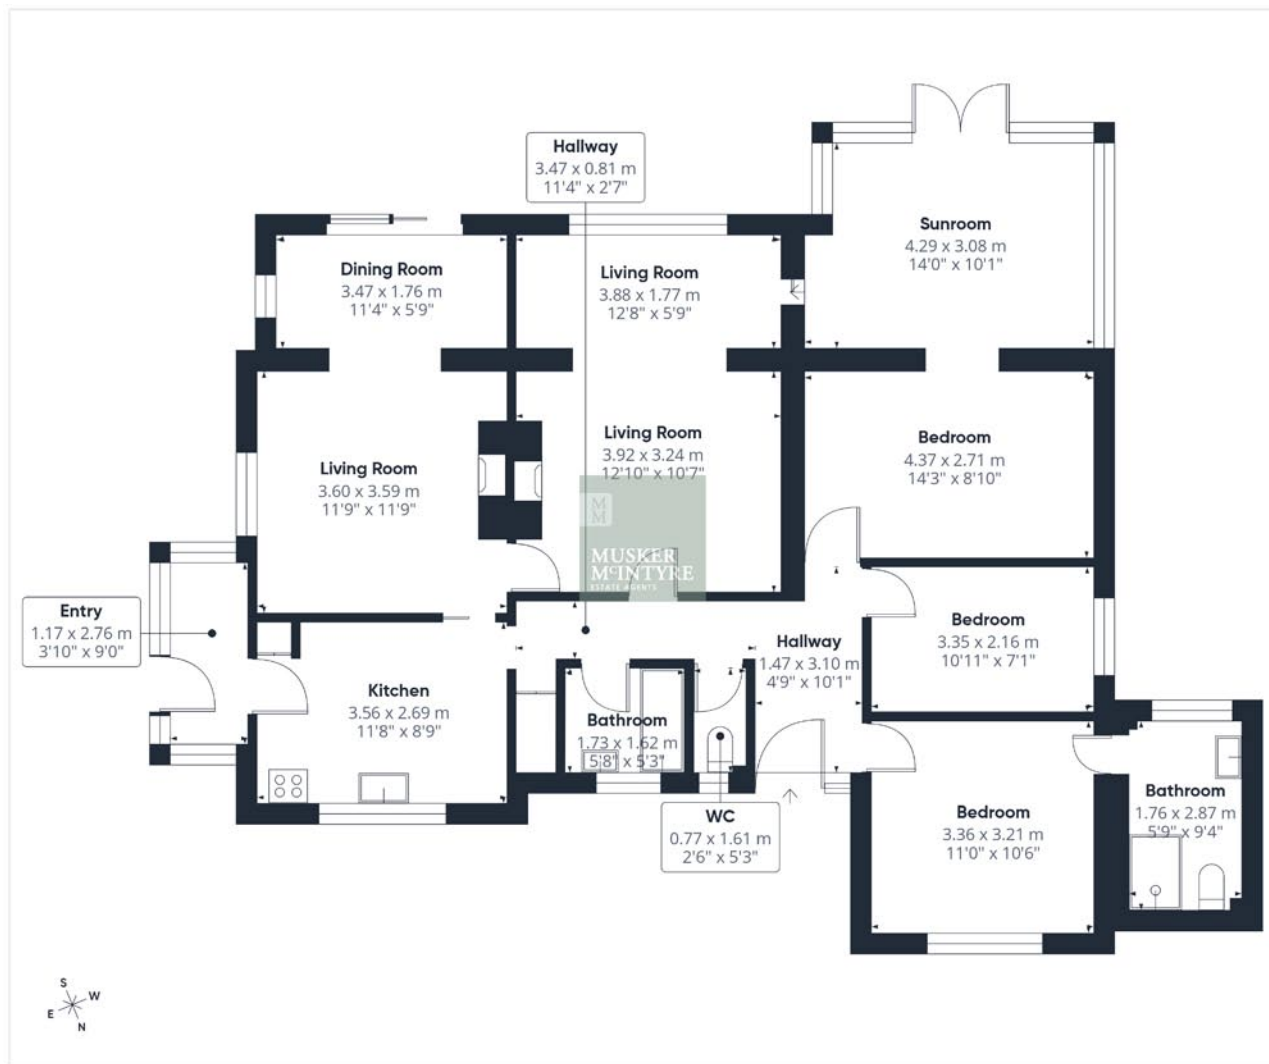 Hallway
3.47 x 0.81 m
11'4" x 2'7"
Sunroom
4.29 x 3.08 m
14'0" x 10'1"
Dining Room
3.47 x 1.76 m
11'4" x 5'9"
Living Room
3.88 x 1.77 m
12'8" x 5'9"
Living Room
3.60 x 3.59 m
11'9" x 11'9"
Living Room
3.92 x 3.24 m
12'10" x 10'7"
Bedroom
4.37 x 2.71 m
14'3" x 8'10"
M
M
MUSKER
McINTYRE
ESTATE AGENTS
Entry
1.17 x 2.76 m
3'10" x 9'0"
Bedroom
3.35 x 2.16 m
10'11" x 7'1"
Hallway
1.47 x 3.10 m
4'9" x 10'1"
Kitchen
3.56 x 2.69 m
11'8" x 8'9"
Bathroom
1.73 x 1.62 m
5'8" x 5'3"
WC
0.77 x 1.61 m
2'6" x 5'3"
Bedroom
3.36 x 3.21 m
11'0" x 10'6"
Bathroom
1.76 x 2.87 m
5'9" x 9'4"
S
W
E
N